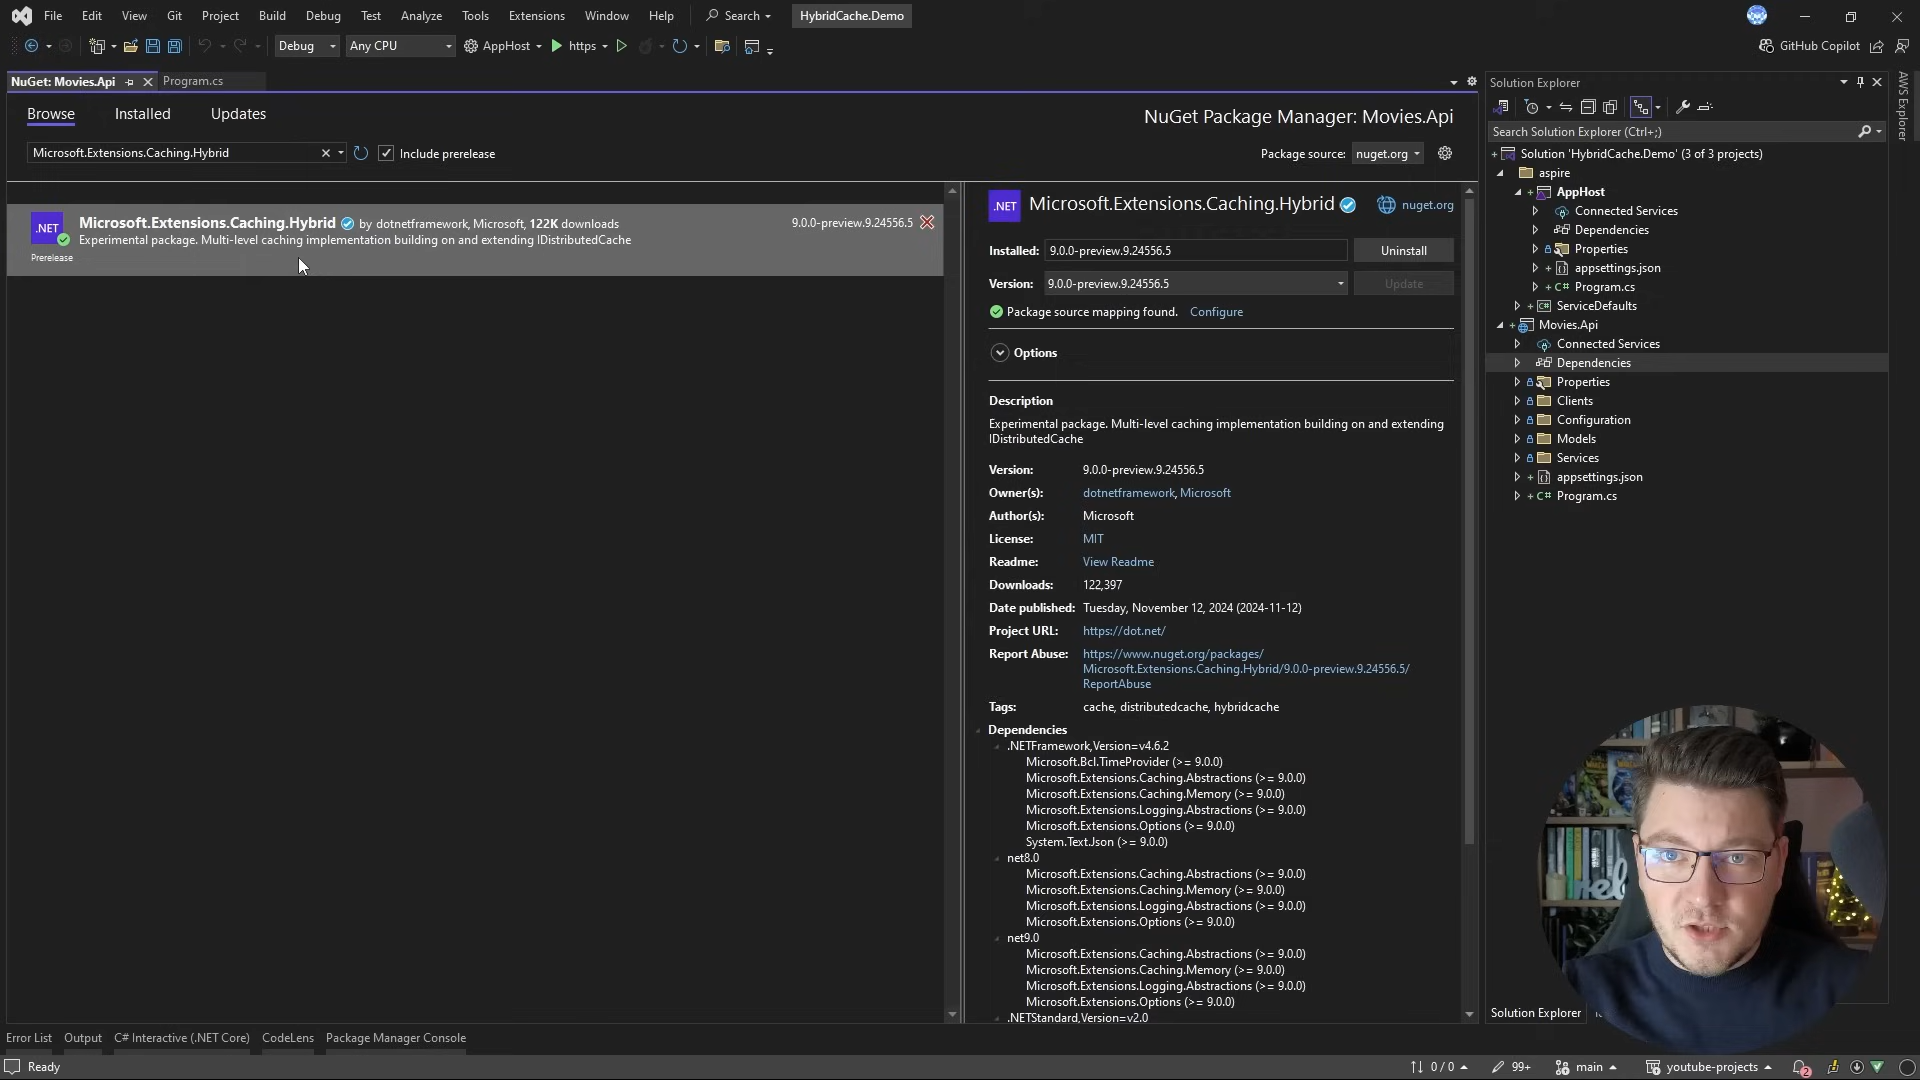 File Edit View Git Project Build Debug Test Analyze Tools Extensions Window Help Search HybridCache.Demo
Debug Any CPU AppHost https GitHub Copilot
NuGet: Movies.Api Program.cs
Browse Installed Updates
NuGet Package Manager: Movies.Api
Microsoft.Extensions.Caching.Hybrid
Include prerelease
Package source: nuget.org
.NET Microsoft.Extensions.Caching.Hybrid by dotnetframework, Microsoft, 122K downloads 9.0.0-preview.9.24556.5
Experimental package. Multi-level caching implementation building on and extending IDistributedCache
Prerelease
.NET Microsoft.Extensions.Caching.Hybrid nuget.org
Installed: 9.0.0-preview.9.24556.5 Uninstall
Version: 9.0.0-preview.9.24556.5 Update
Package source mapping found. Configure
Options
Description
Experimental package. Multi-level caching implementation building on and extending
IDistributedCache
Version: 9.0.0-preview.9.24556.5
Owner(s): dotnetframework, Microsoft
Author(s): Microsoft
License: MIT
Readme: View Readme
Downloads: 122,397
Date published: Tuesday, November 12, 2024 (2024-11-12)
Project URL: https://dot.net/
Report Abuse: https://www.nuget.org/packages/
Microsoft.Extensions.Caching.Hybrid/9.0.0-preview.9.24556.5/
ReportAbuse
Tags: cache, distributedcache, hybridcache
Dependencies
.NETFramework,Version=v4.6.2
Microsoft.Bcl.TimeProvider (>= 9.0.0)
Microsoft.Extensions.Caching.Abstractions (>= 9.0.0)
Microsoft.Extensions.Caching.Memory (>= 9.0.0)
Microsoft.Extensions.Logging.Abstractions (>= 9.0.0)
Microsoft.Extensions.Options (>= 9.0.0)
System.Text.Json (>= 9.0.0)
net8.0
Microsoft.Extensions.Caching.Abstractions (>= 9.0.0)
Microsoft.Extensions.Caching.Memory (>= 9.0.0)
Microsoft.Extensions.Logging.Abstractions (>= 9.0.0)
Microsoft.Extensions.Options (>= 9.0.0)
net9.0
Microsoft.Extensions.Caching.Abstractions (>= 9.0.0)
Microsoft.Extensions.Caching.Memory (>= 9.0.0)
Microsoft.Extensions.Logging.Abstractions (>= 9.0.0)
Microsoft.Extensions.Options (>= 9.0.0)
.NETStandard,Version=v2.0
Solution Explorer
Search Solution Explorer (Ctrl+;)
Solution 'HybridCache.Demo' (3 of 3 projects)
aspire
AppHost
Connected Services
Dependencies
Properties
appsettings.json
C# Program.cs
ServiceDefaults
Movies.Api
Connected Services
Dependencies
Properties
Clients
Configuration
Models
Services
appsettings.json
C# Program.cs
AWS Explorer
Solution Explorer
Error List Output C# Interactive (.NET Core) CodeLens Package Manager Console
Ready 0 / 0 99+ main youtube-projects 2